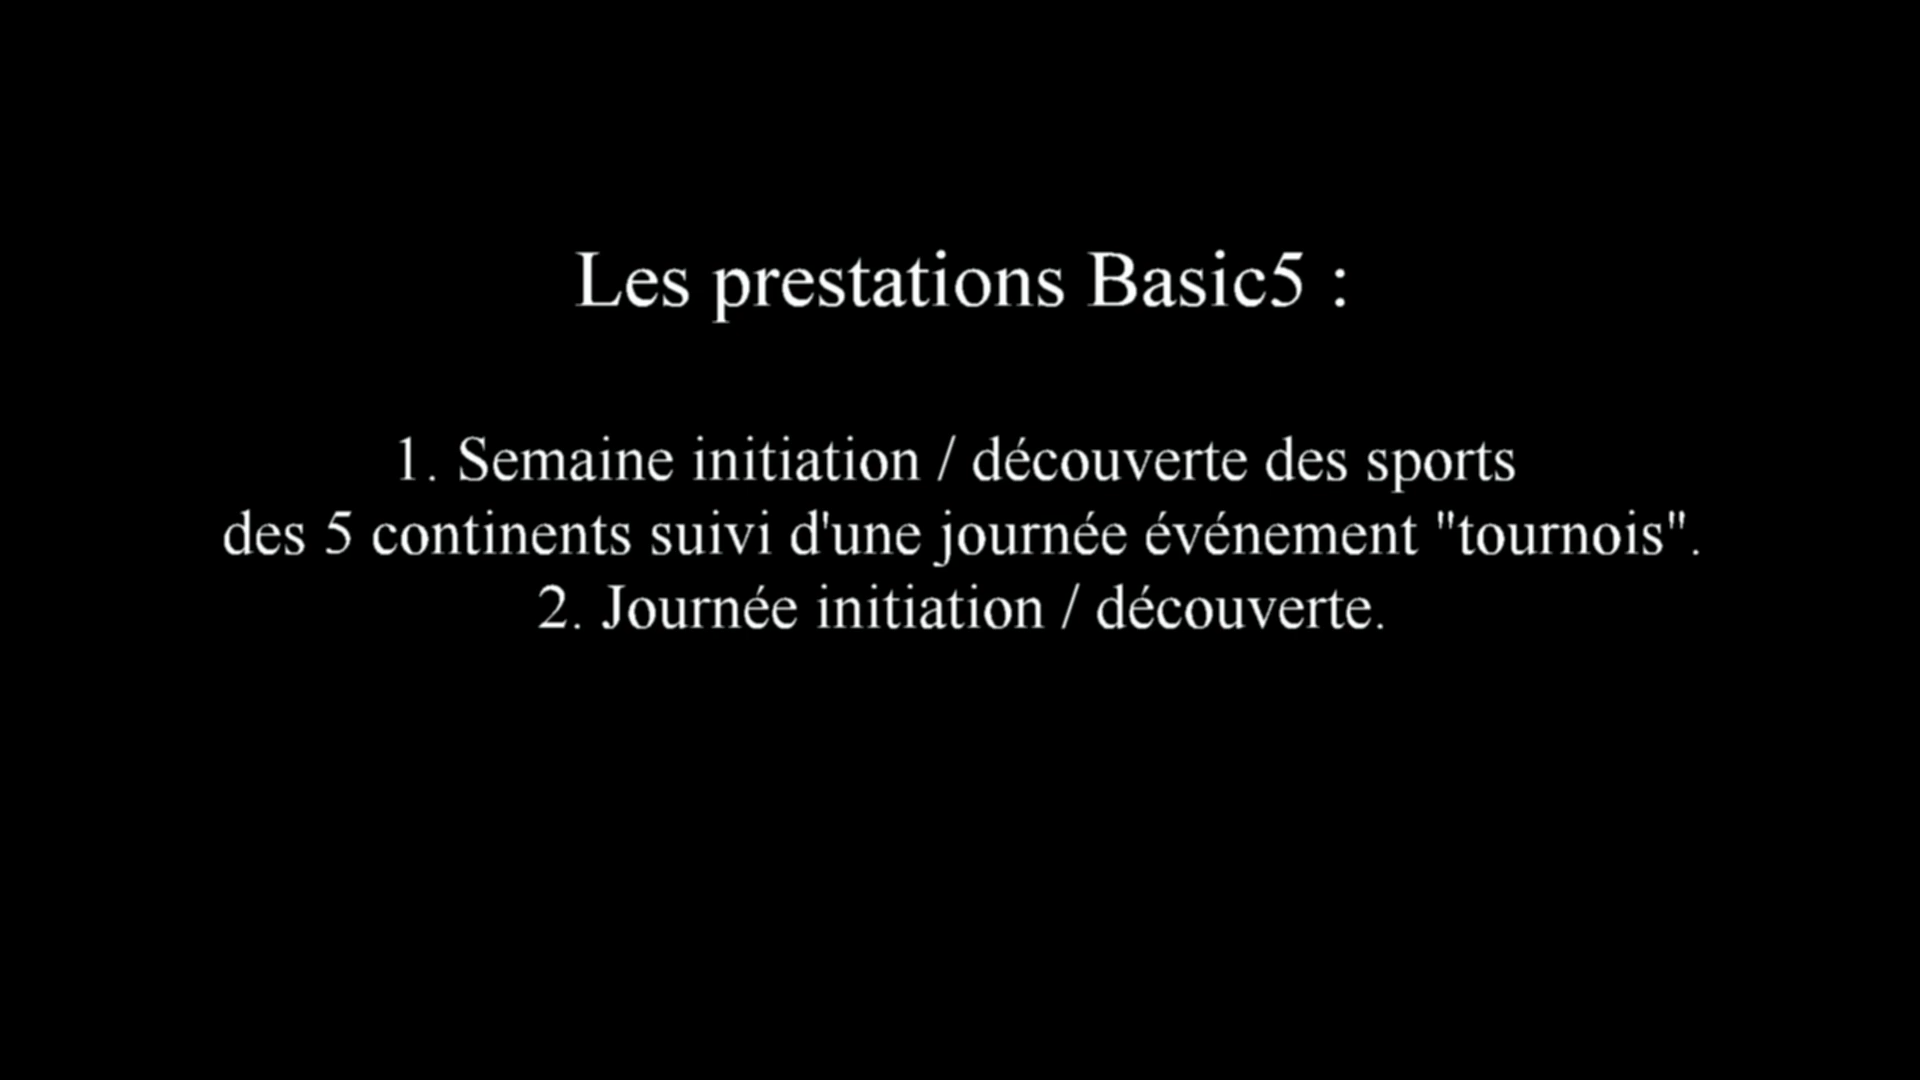 Les prestations Basic5 :
1. Semaine initiation / découverte des sports
des 5 continents suivi d'une journée événement "tournois".
2. Journée initiation / découverte.